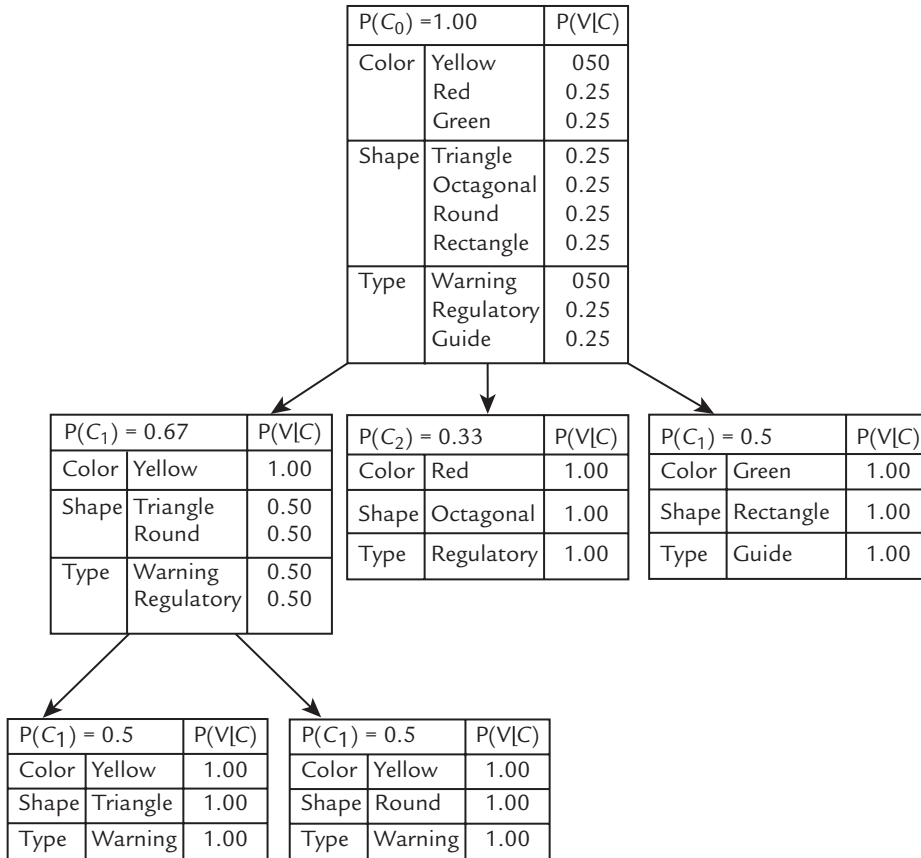 P(C0) =1.00 P(V|C)
Color Yellow 050
Red 0.25
Green 0.25
Shape Triangle 0.25
Octagonal 0.25
Round 0.25
Rectangle 0.25
Type Warning 050
Regulatory 0.25
Guide 0.25
P(C1) = 0.67 P(V|C)
Color Yellow 1.00
Shape Triangle 0.50
Round 0.50
Type Warning 0.50
Regulatory 0.50
P(C2) = 0.33 P(V|C)
Color Red 1.00
Shape Octagonal 1.00
Type Regulatory 1.00
P(C1) = 0.5 P(V|C)
Color Green 1.00
Shape Rectangle 1.00
Type Guide 1.00
P(C1) = 0.5 P(V|C)
Color Yellow 1.00
Shape Triangle 1.00
Type Warning 1.00
P(C1) = 0.5 P(V|C)
Color Yellow 1.00
Shape Round 1.00
Type Warning 1.00